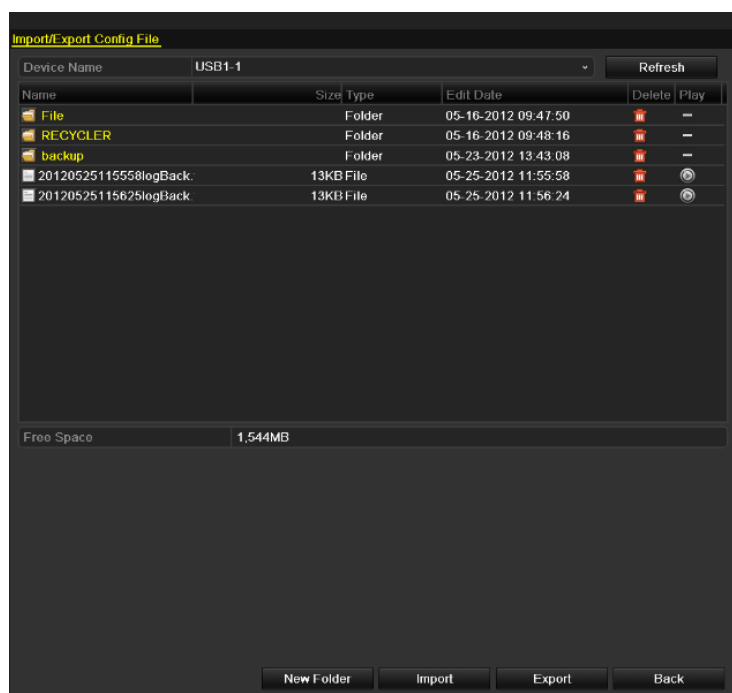 Import/Export Config File
Device Name USB1-1 Refresh
Name Size Type Edit Date Delete Play
File Folder 05-16-2012 09:47:50 –
RECYCLER Folder 05-16-2012 09:48:16 –
backup Folder 05-23-2012 13:43:08 –
20120525115558logBack. 13KB File 05-25-2012 11:55:58
20120525115625logBack. 13KB File 05-25-2012 11:56:24
Free Space 1,544MB
New Folder Import Export Back